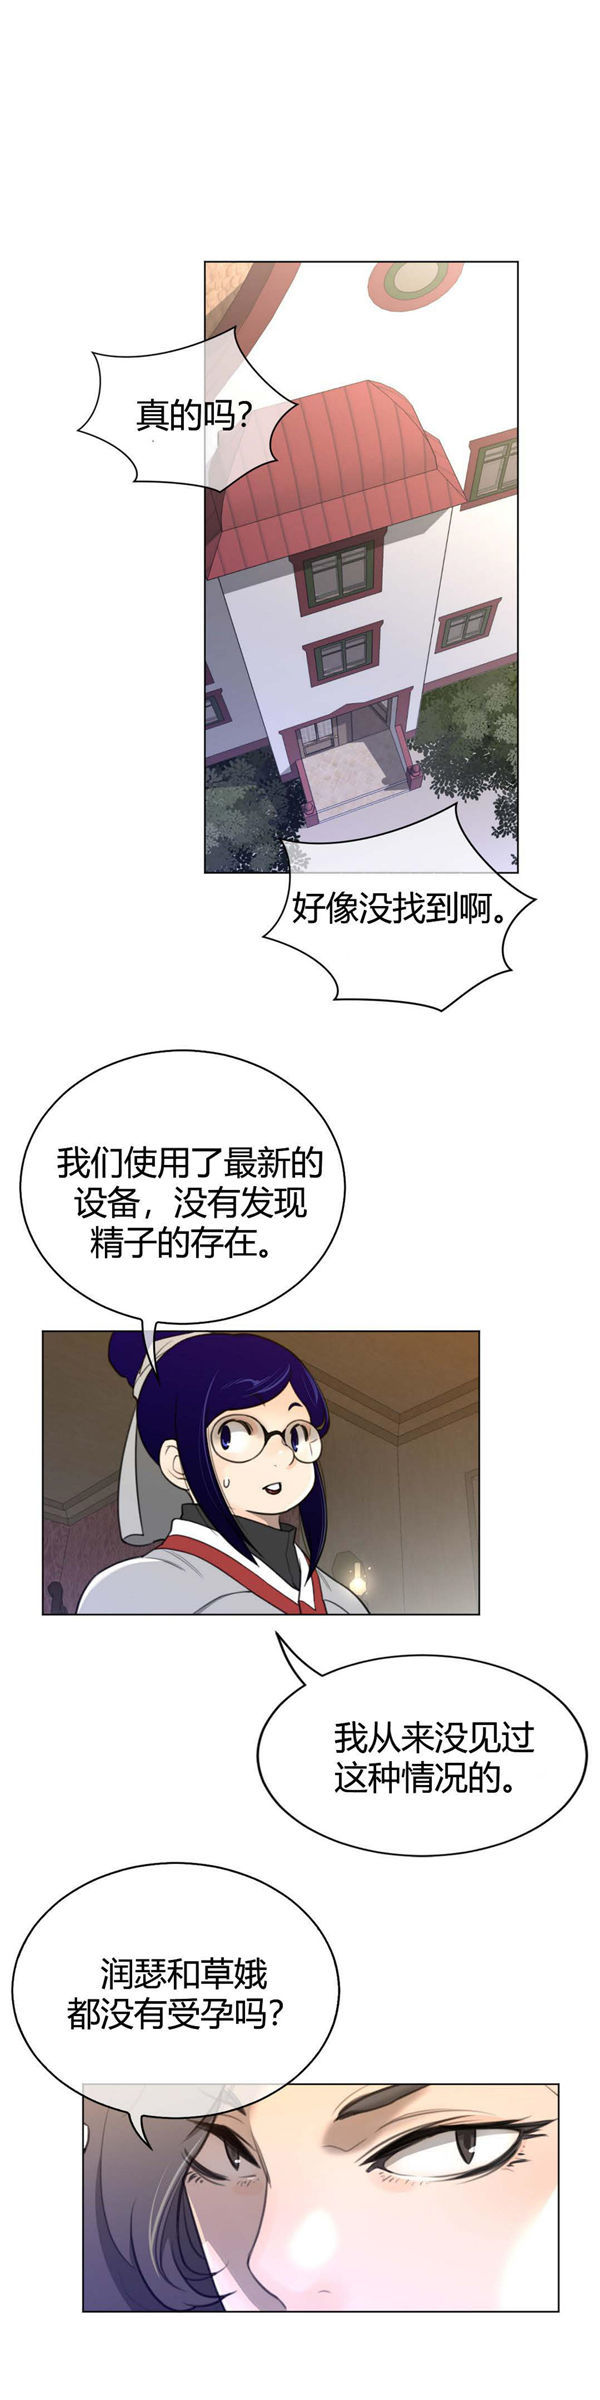 真的吗？
好像没找到啊。
我们使用了最新的
设备，没有发现
精子的存在。
我从来没见过
这种情况的。
润瑟和草娥
都没有受孕吗？